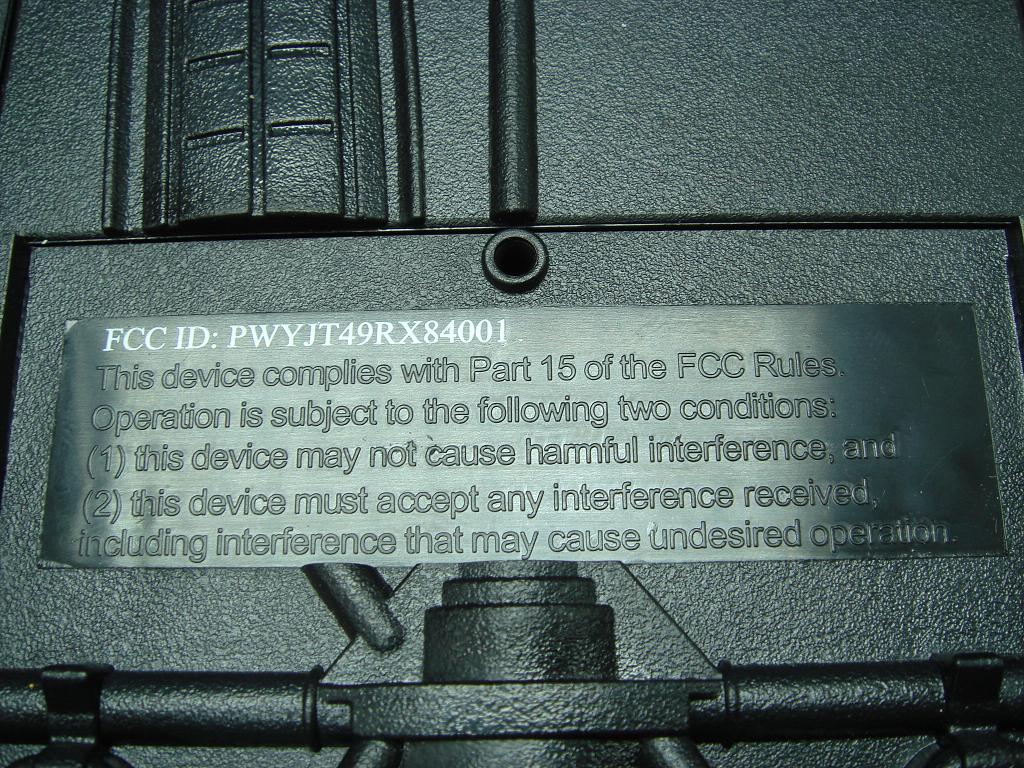 FCC ID: PWYJT49RX84001
This device complies with Part 15 of the FCC Rules.
Operation is subject to the following two conditions:
(1) this device may not cause harmful interference, and
(2) this device must accept any interference received,
including interference that may cause undesired operation.